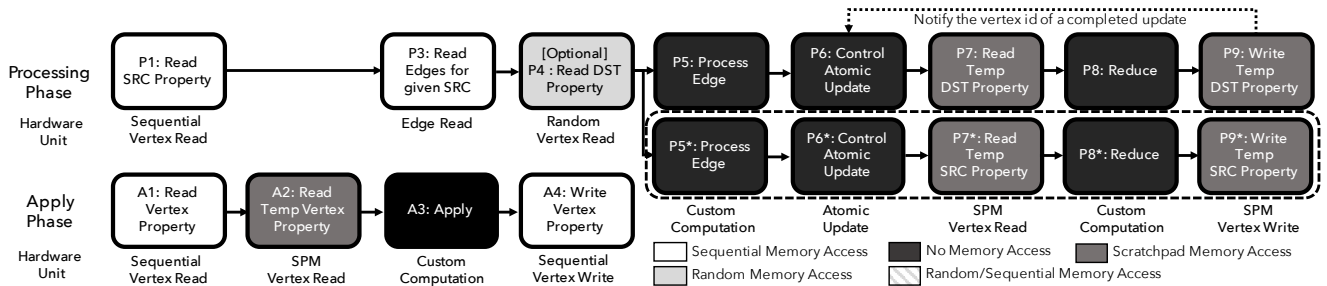 Notify the vertex id of a completed update
Processing
Phase
Hardware
Unit
P1: Read
SRC Property
Sequential
Vertex Read
P3: Read
Edges for
given SRC
Edge Read
[Optional]
P4 : Read DST
Property
Random
Vertex Read
P5: Process
Edge
P6: Control
Atomic
Update
P7: Read
Temp
DST Property
P8: Reduce
P9: Write
Temp
DST Property
P5*: Process
Edge
P6*: Control
Atomic
Update
P7*: Read
Temp
SRC Property
P8*: Reduce
P9*: Write
Temp
SRC Property
Custom
Computation
Atomic
Update
SPM
Vertex Read
Custom
Computation
SPM
Vertex Write
Apply
Phase
Hardware
Unit
A1: Read
Vertex
Property
Sequential
Vertex Read
A2: Read
Temp Vertex
Property
SPM
Vertex Read
A3: Apply
Custom
Computation
A4: Write
Vertex
Property
Sequential
Vertex Write
Sequential Memory Access
No Memory Access
Scratchpad Memory Access
Random Memory Access
Random/Sequential Memory Access